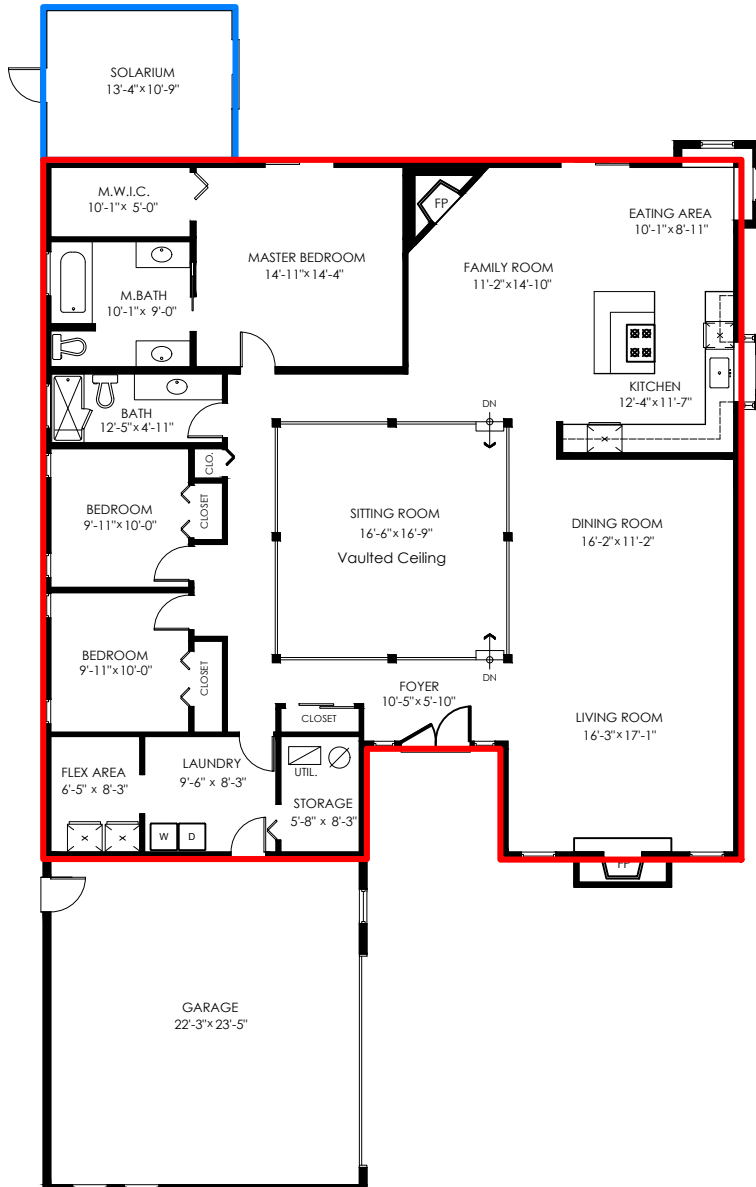 SOLARIUM
13'-4"x10'-9"
M.W.I.C.
10'-1"x 5'-0"
FP
EATING AREA
10'-1"x8'-11"
MASTER BEDROOM
14'-11"x14'-4"
FAMILY ROOM
11'-2"x14'-10"
M.BATH
10'-1"x 9'-0"
KITCHEN
12'-4"x11'-7"
BATH
12'-5"x4'-11"
DN
CLO.
BEDROOM
9'-11"x10'-0"
CLOSET
SITTING ROOM
16'-6"x16'-9"
Vaulted Ceiling
DINING ROOM
16'-2"x11'-2"
BEDROOM
9'-11"x10'-0"
CLOSET
DN
FOYER
10'-5"x5'-10"
CLOSET
LIVING ROOM
16'-3"x17'-1"
FLEX AREA
6'-5" x 8'-3"
LAUNDRY
9'-6" x 8'-3"
UTIL.
STORAGE
5'-8" x 8'-3"
W
D
FP
GARAGE
22'-3"x23'-5"